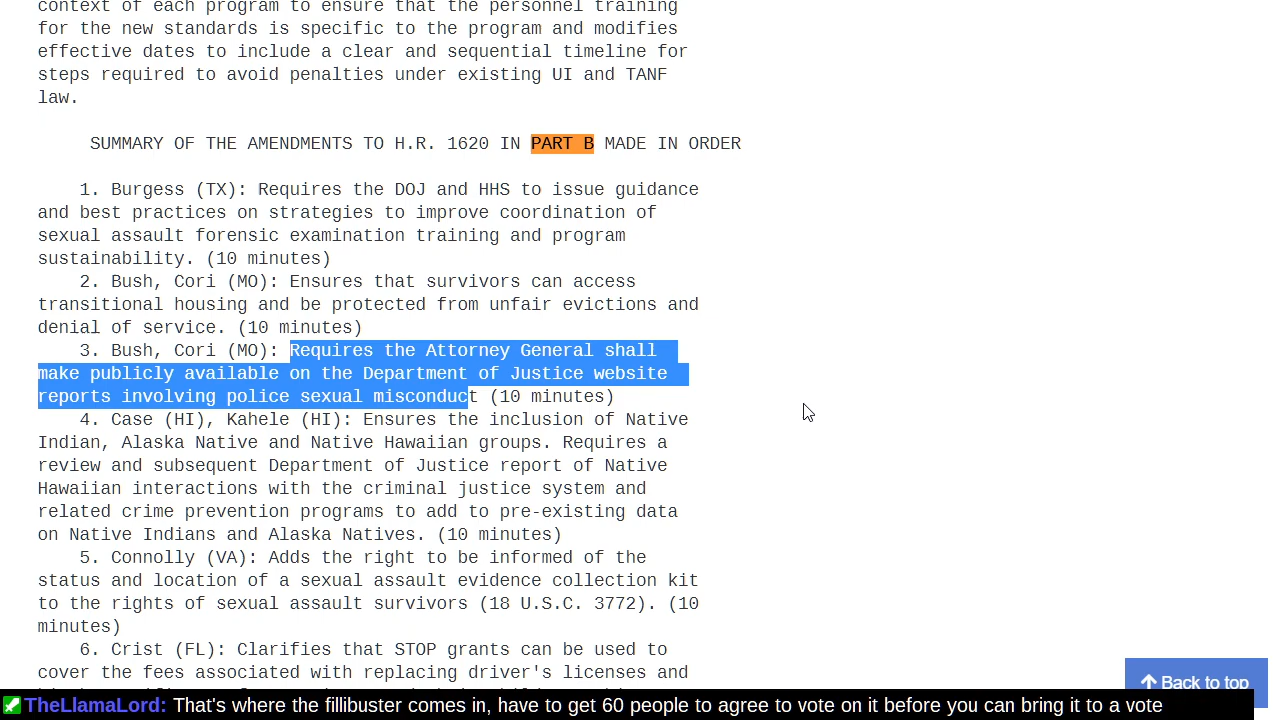 context of each program to ensure that the personnel training
for the new standards is specific to the program and modifies
effective dates to include a clear and sequential timeline for
steps required to avoid penalties under existing UI and TANF
law.
SUMMARY OF THE AMENDMENTS TO H.R. 1620 IN PART B MADE IN ORDER
1. Burgess (TX): Requires the DOJ and HHS to issue guidance
and best practices on strategies to improve coordination of
sexual assault forensic examination training and program
sustainability. (10 minutes)
2. Bush, Cori (MO): Ensures that survivors can access
transitional housing and be protected from unfair evictions and
denial of service. (10 minutes)
3. Bush, Cori (MO): Requires the Attorney General shall
make publicly available on the Department of Justice website
reports involving police sexual misconduct (10 minutes)
4. Case (HI), Kahele (HI): Ensures the inclusion of Native
Indian, Alaska Native and Native Hawaiian groups. Requires a
review and subsequent Department of Justice report of Native
Hawaiian interactions with the criminal justice system and
related crime prevention programs to add to pre-existing data
on Native Indians and Alaska Natives. (10 minutes)
5. Connolly (VA): Adds the right to be informed of the
status and location of a sexual assault evidence collection kit
to the rights of sexual assault survivors (18 U.S.C. 3772). (10
minutes)
6. Crist (FL): Clarifies that STOP grants can be used to
cover the fees associated with replacing driver's licenses and
Back to top
TheLlamaLord: That's where the fillibuster comes in, have to get 60 people to agree to vote on it before you can bring it to a vote